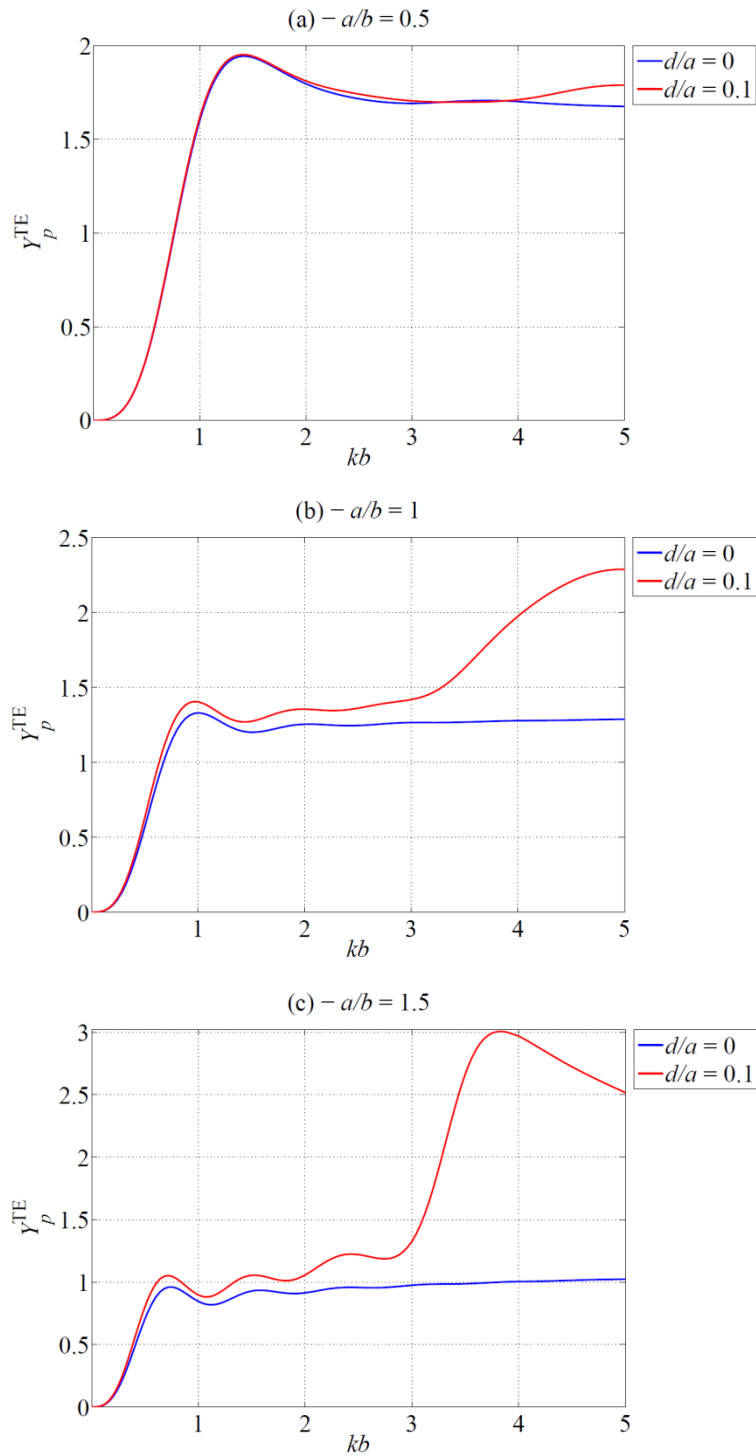 (a) – a/b = 0.5
2
1.5
1
0.5
0
1 2 3 4 5
Y_p^TE
kb
d/a = 0
d/a = 0.1
(b) – a/b = 1
2.5
2
1.5
1
0.5
0
1 2 3 4 5
Y_p^TE
kb
d/a = 0
d/a = 0.1
(c) – a/b = 1.5
3
2.5
2
1.5
1
0.5
0
1 2 3 4 5
Y_p^TE
kb
d/a = 0
d/a = 0.1